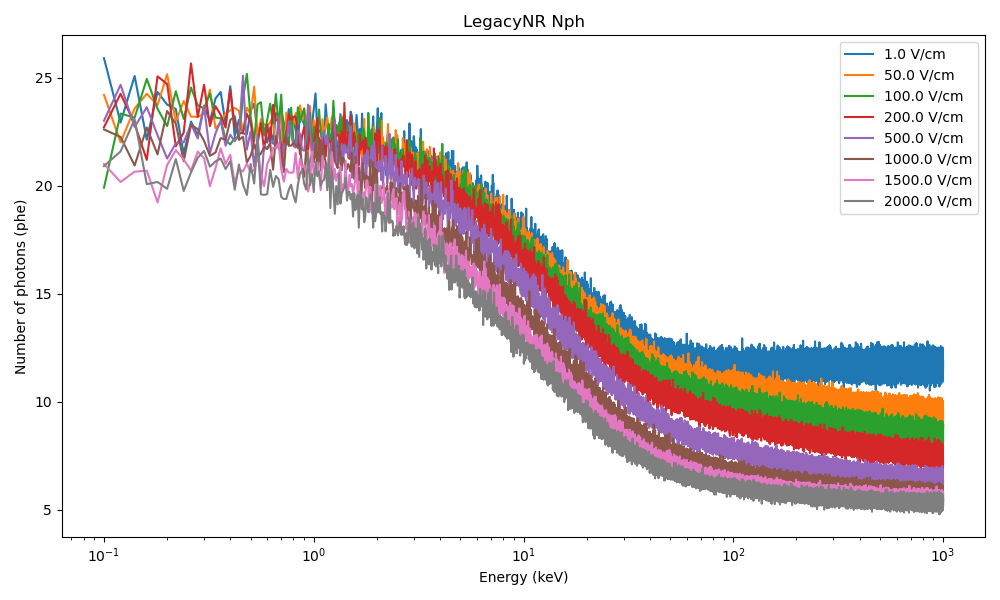 LegacyNR Nph
Number of photons (phe)
25
20
15
10
5
10⁻¹
10⁰
10¹
10²
10³
Energy (keV)
1.0 V/cm
50.0 V/cm
100.0 V/cm
200.0 V/cm
500.0 V/cm
1000.0 V/cm
1500.0 V/cm
2000.0 V/cm